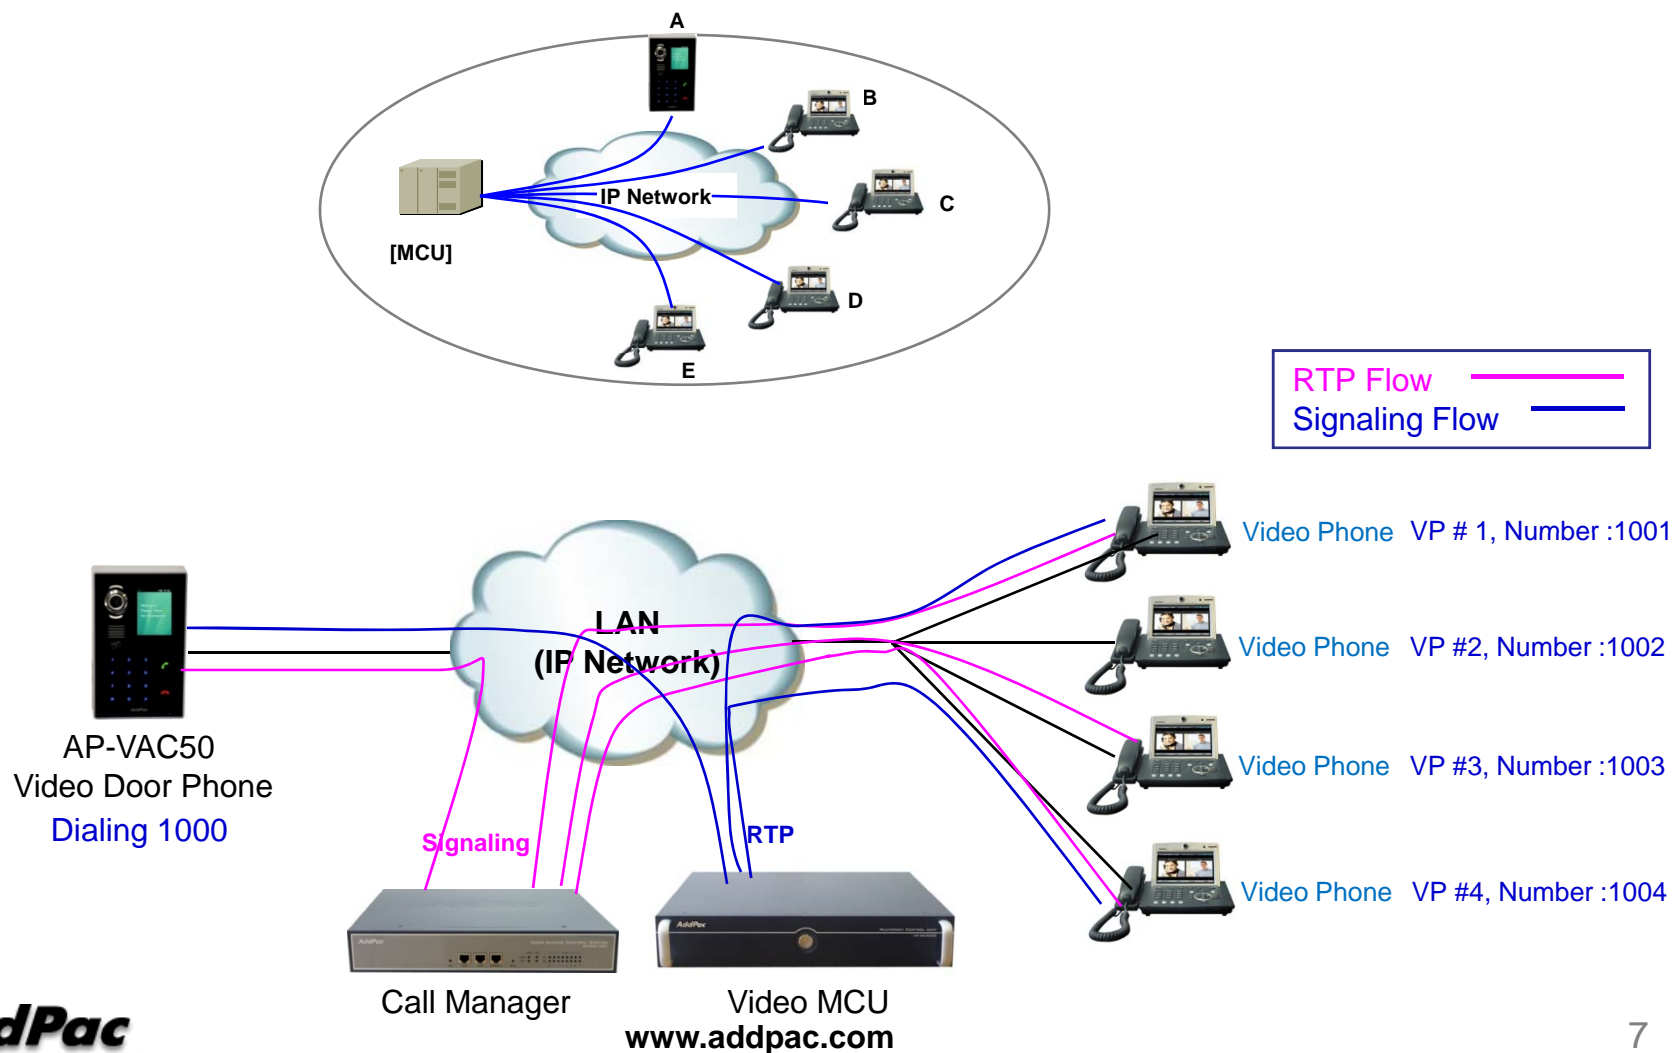 A
B
IP Network
C
[MCU]
D
E
RTP Flow
Signaling Flow
Video Phone VP # 1, Number :1001
LAN
(IP Network)
Video Phone VP #2, Number :1002
AP-VAC50
Video Door Phone
Dialing 1000
Video Phone VP #3, Number :1003
Signaling
RTP
Video Phone VP #4, Number :1004
AddPac
AddPac
Call Manager
Video MCU
www.addpac.com
dPac
7